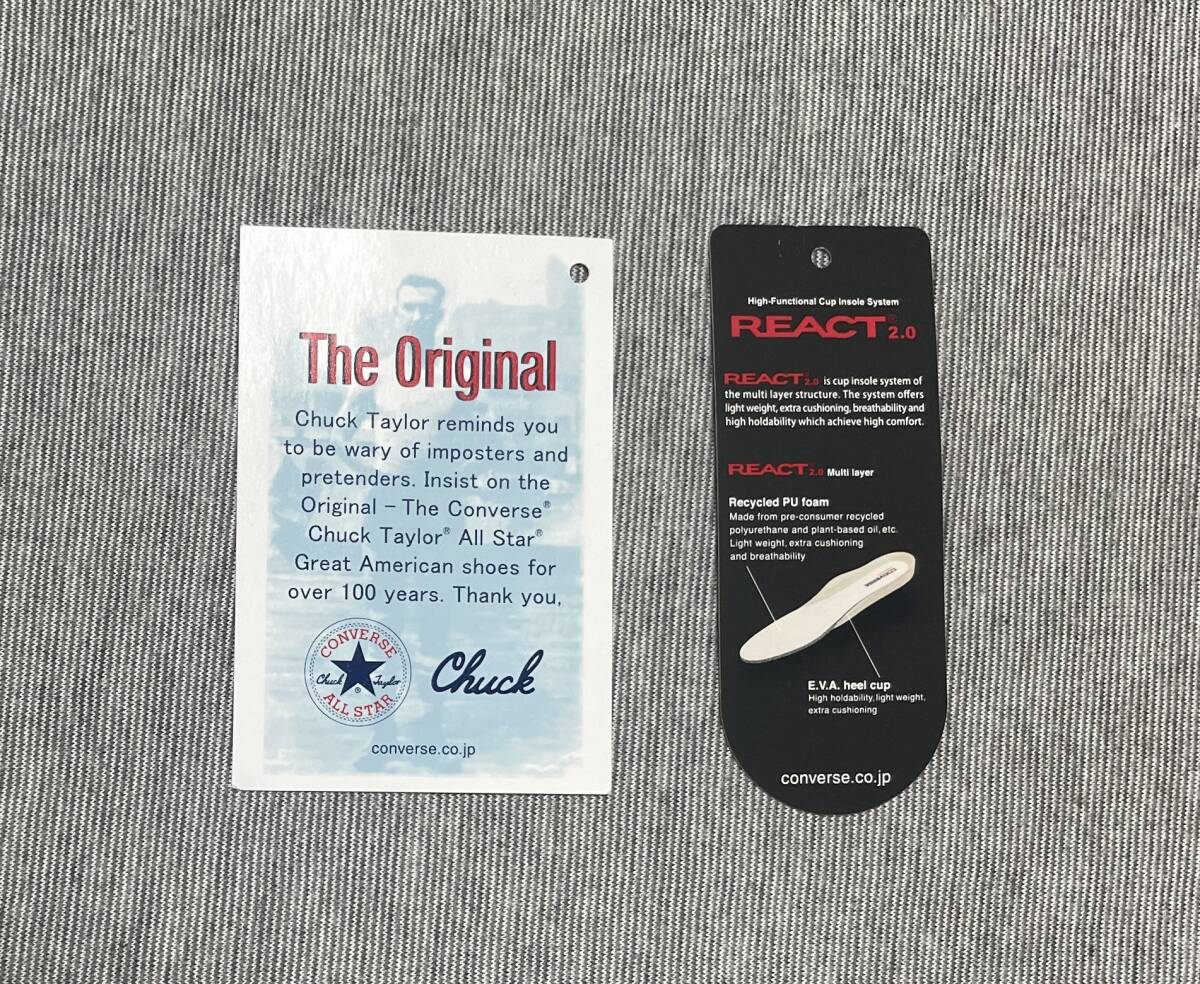 The Original
Chuck Taylor reminds you
to be wary of imposters and
pretenders. Insist on the
Original – The Converse®
Chuck Taylor® All Star®
Great American shoes for
over 100 years. Thank you,
CONVERSE
Chuck Taylor
®
ALL STAR
Chuck
converse.co.jp
High-Functional Cup Insole System
REACT® 2.0
REACT® 2.0 is cup insole system of
the multi layer structure. The system offers
light weight, extra cushioning, breathability and
high holdability which achieve high comfort.
REACT® 2.0 Multi layer
Recycled PU foam
Made from pre-consumer recycled
polyurethane and plant-based oil, etc.
Light weight, extra cushioning
and breathability
CONVERSE
E.V.A. heel cup
High holdability, light weight,
extra cushioning
converse.co.jp